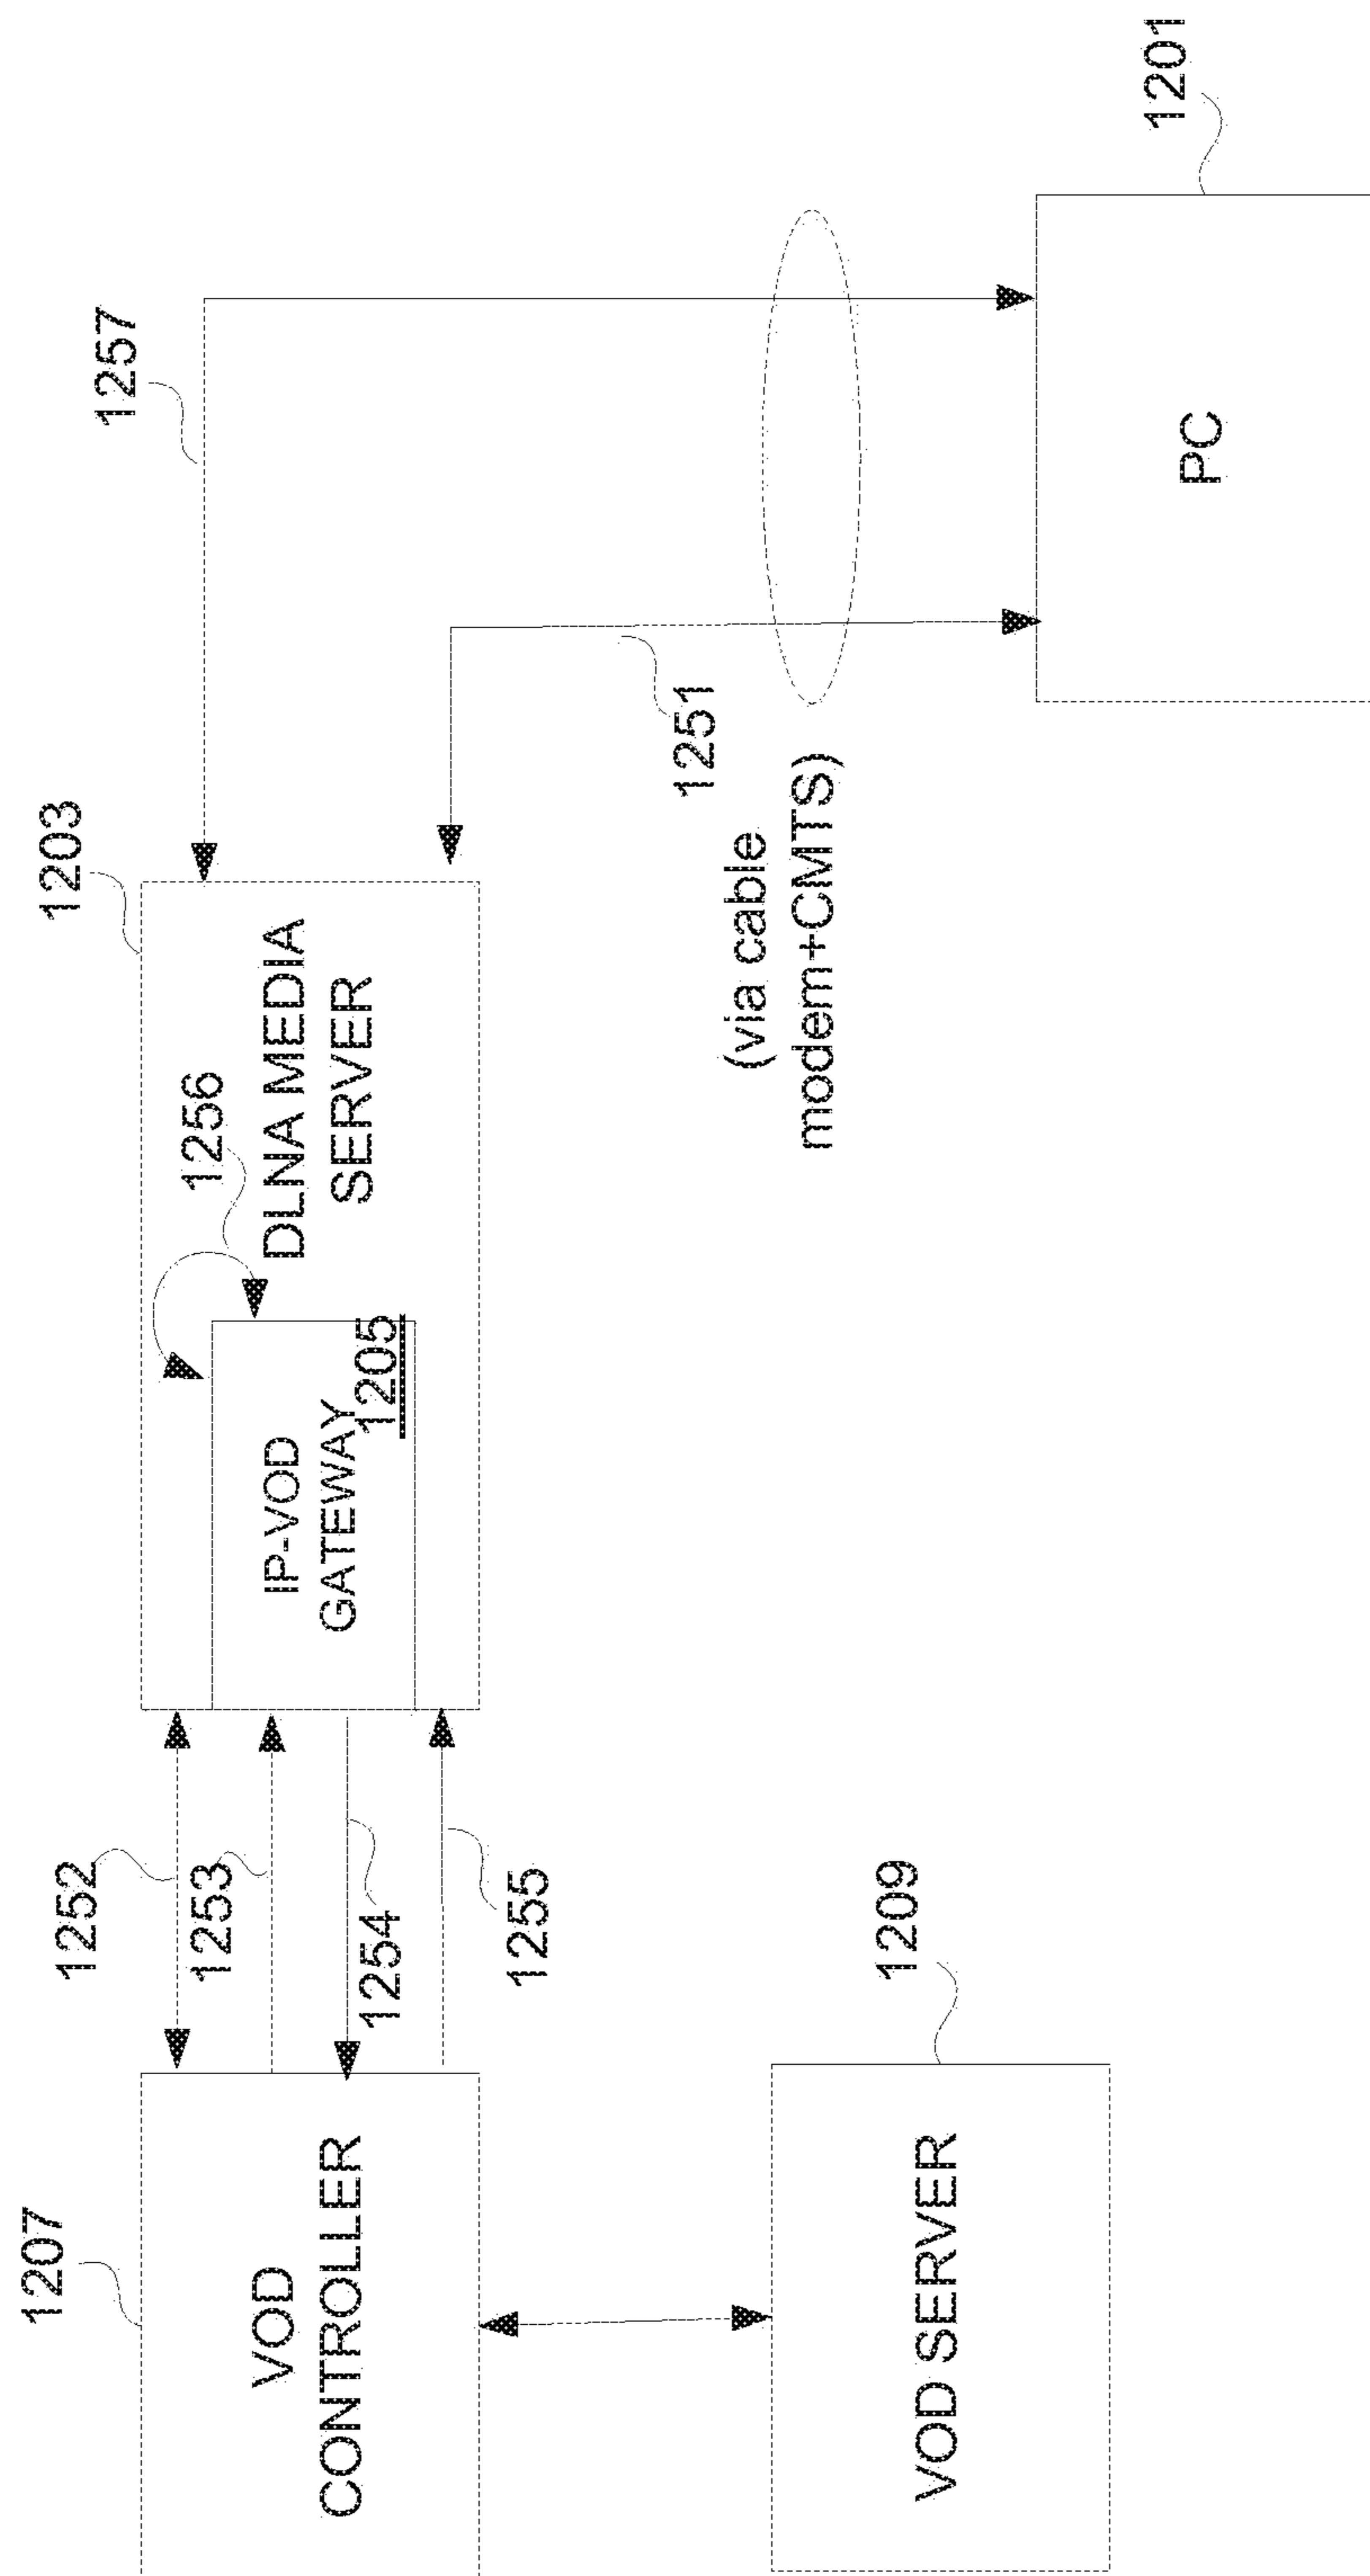 1207
VOD
CONTROLLER
1252
1253
1254
1255
1203
IP-VOD
GATEWAY
1205
1256
DLNA MEDIA
SERVER
1257
1251
(via cable
modem+CMTS)
1209
VOD SERVER
1201
PC